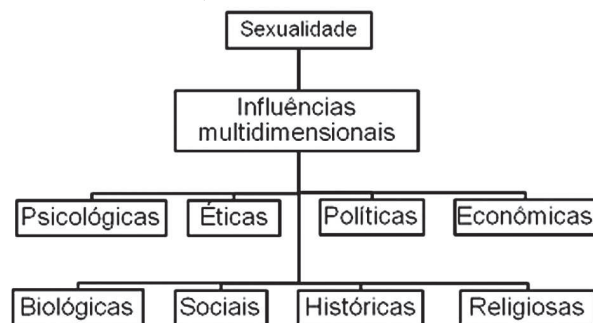 Sexualidade
Influências
multidimensionais
Psicológicas Éticas Políticas Econômicas
Biológicas Sociais Históricas Religiosas